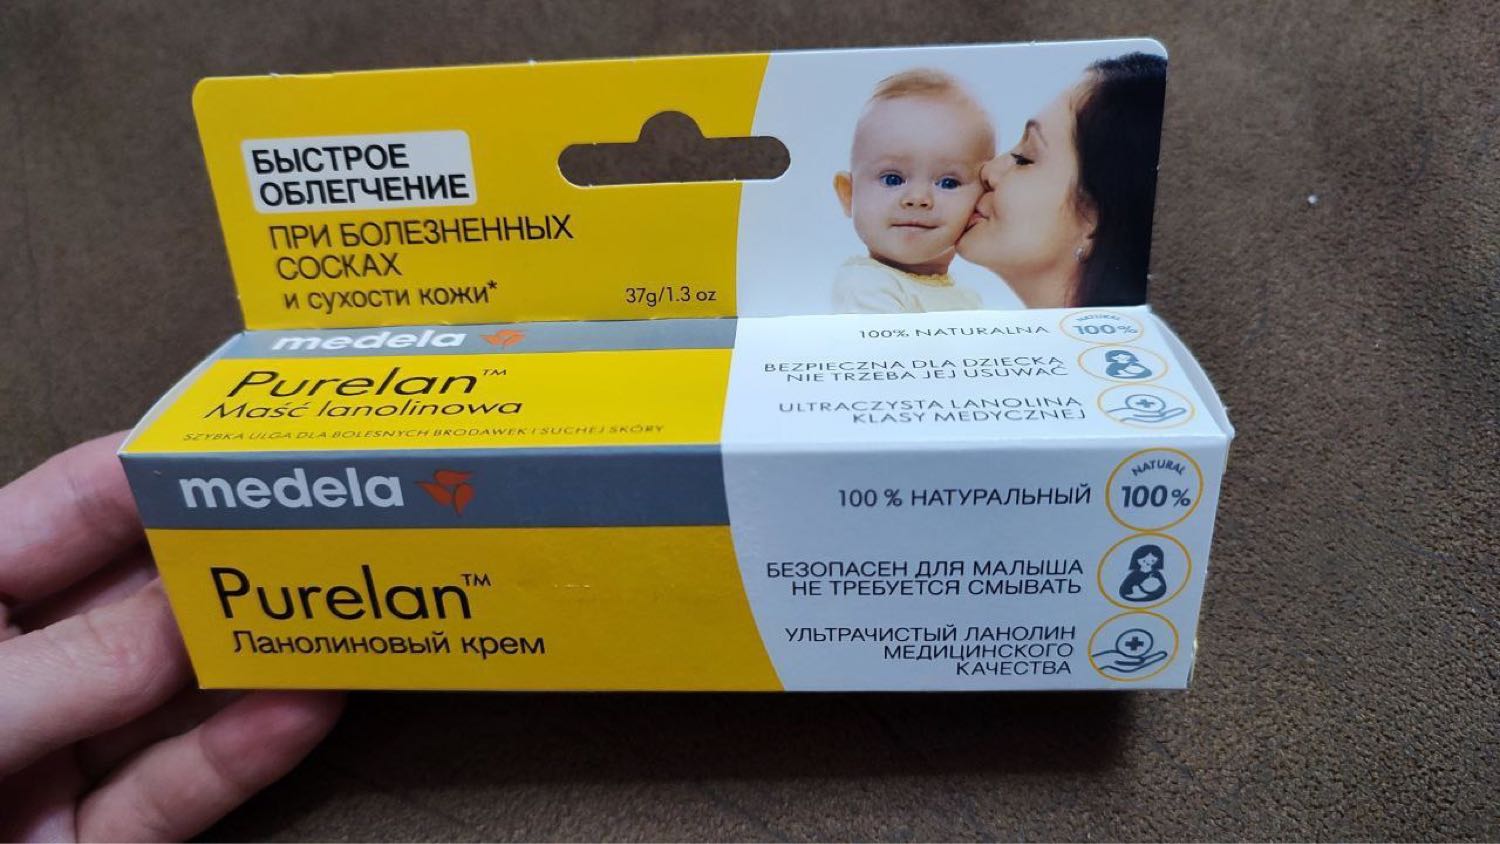 БЫСТРОЕ
ОБЛЕГЧЕНИЕ
ПРИ БОЛЕЗНЕННЫХ
СОСКАХ
И СУХОСТИ КОЖИ*
37g/1.3 oz
medela
Purelan™
Maść lanolinowa
SZYBKA ULGA DLA BOLESNYCH BRODAWEK I SUCHEJ SKÓRY
100% NATURALNA
NATURAL
100%
BEZPIECZNA DLA DZIECKA
NIE TRZEBA JEJ USUWAĆ
ULTRACZYSTA LANOLINA
KLASY MEDYCZNEJ
medela
Purelan™
Ланолиновый крем
100 % НАТУРАЛЬНЫЙ
NATURAL
100%
БЕЗОПАСЕН ДЛЯ МАЛЫША
НЕ ТРЕБУЕТСЯ СМЫВАТЬ
УЛЬТРАЧИСТЫЙ ЛАНОЛИН
МЕДИЦИНСКОГО
КАЧЕСТВА